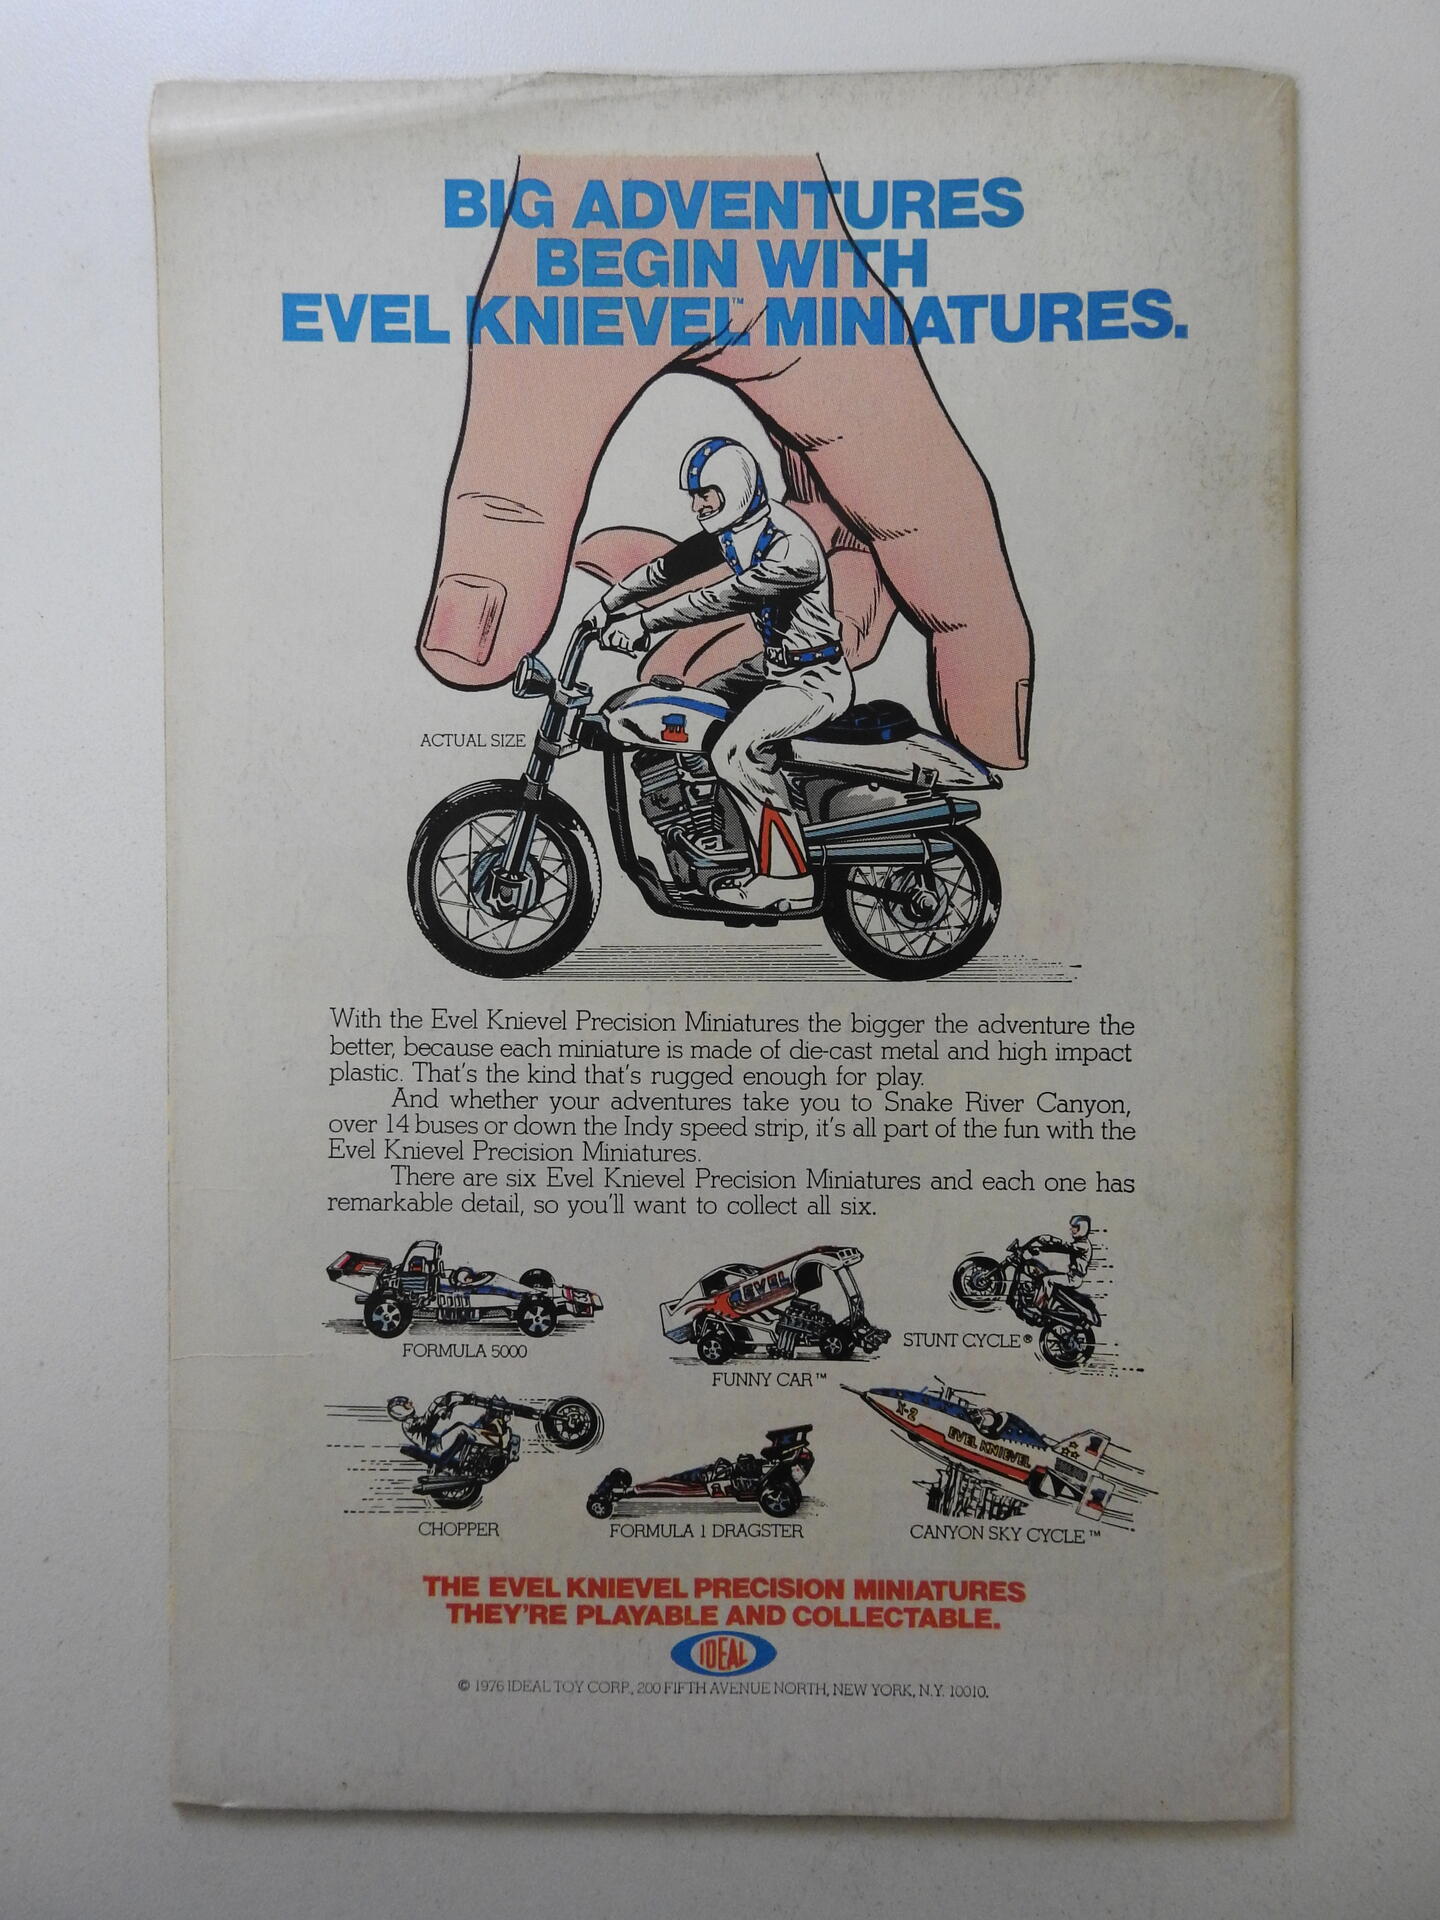 BIG ADVENTURES
BEGIN WITH
EVEL KNIEVEL™ MINIATURES.
1
ACTUAL SIZE
With the Evel Knievel Precision Miniatures the bigger the adventure the
better, because each miniature is made of die-cast metal and high impact
plastic. That's the kind that's rugged enough for play.
And whether your adventures take you to Snake River Canyon,
over 14 buses or down the Indy speed strip, it's all part of the fun with the
Evel Knievel Precision Miniatures.
There are six Evel Knievel Precision Miniatures and each one has
remarkable detail, so you'll want to collect all six.
EVEL
FORMULA 5000
FUNNY CAR™
STUNT CYCLE®
X-2
EVEL KNIEVEL
CHOPPER
FORMULA 1 DRAGSTER
CANYON SKY CYCLE™
THE EVEL KNIEVEL PRECISION MINIATURES
THEY'RE PLAYABLE AND COLLECTABLE.
IDEAL
© 1976 IDEAL TOY CORP., 200 FIFTH AVENUE NORTH, NEW YORK, N.Y. 10010.